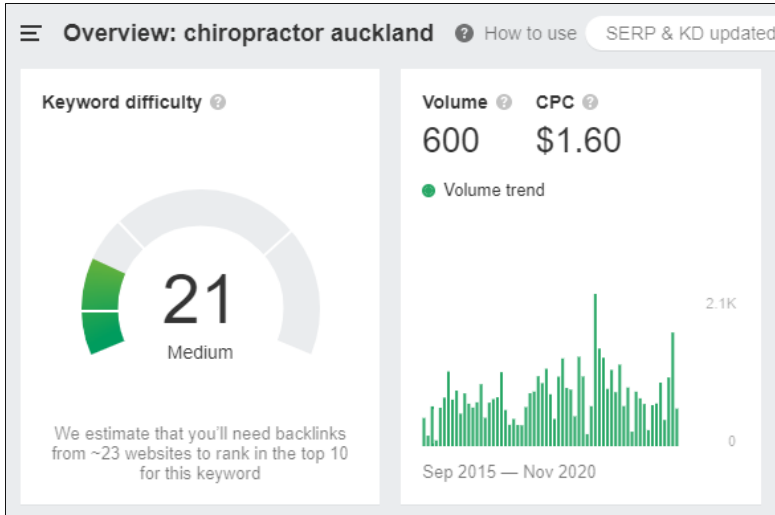 Overview: chiropractor auckland ? How to use SERP & KD updated
Keyword difficulty ?
21
Medium
We estimate that you'll need backlinks
from ~23 websites to rank in the top 10
for this keyword
Volume ? CPC ?
600 $1.60
Volume trend
2.1K
0
Sep 2015 — Nov 2020